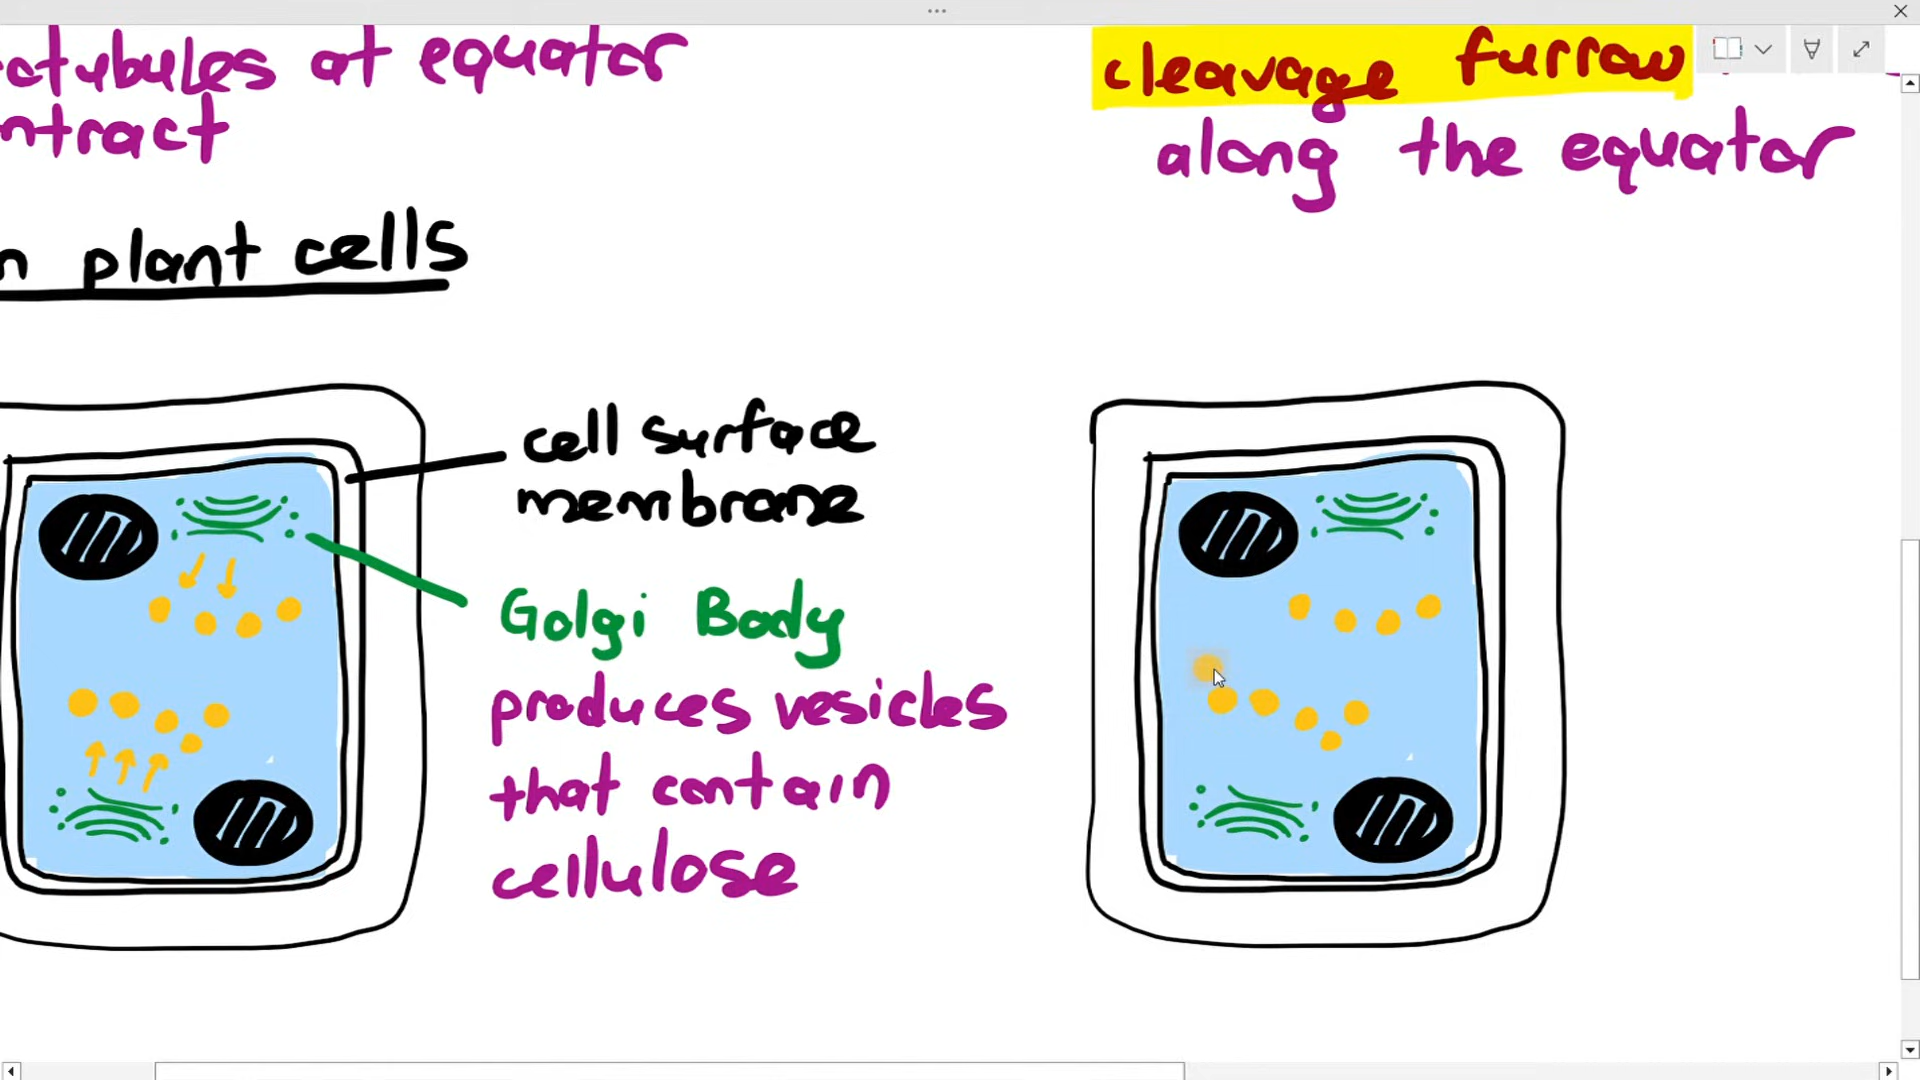 at equator
cleavage furrow
along the equator
plant cells
cell surface
membrane
Golgi Body
produces vesicles
that contain
cellulose